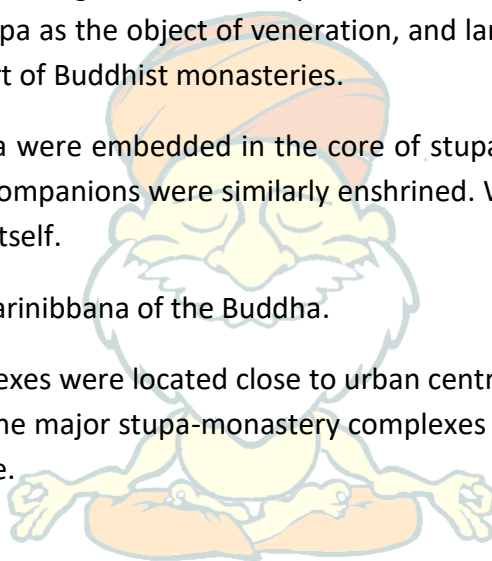 pa as the object of veneration, and lar
t of Buddhist monasteries.
a were embedded in the core of stupa
ompanions were similarly enshrined. V
tself.
arinibbana of the Buddha.
exes were located close to urban centr
ne major stupa-monastery complexes
e.